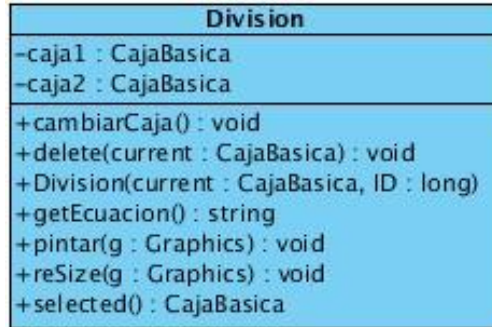 Division
-caja1 : CajaBasica
-caja2 : CajaBasica
+cambiarCaja() : void
+delete(current : CajaBasica) : void
+Division(current : CajaBasica, ID : long)
+getEcuacion() : string
+pintar(g : Graphics) : void
+reSize(g : Graphics) : void
+selected() : CajaBasica